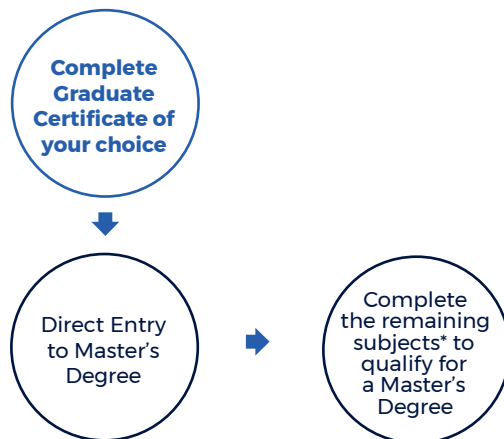 Complete
Graduate
Certificate of
your choice
Direct Entry
to Master's
Degree
Complete
the remaining
subjects* to
qualify for
a Master's
Degree